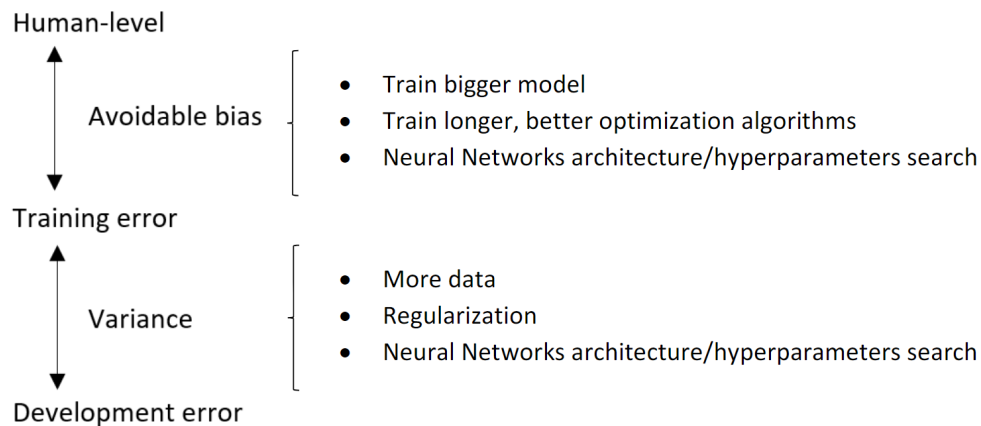 Human-level
Avoidable bias
• Train bigger model
• Train longer, better optimization algorithms
• Neural Networks architecture/hyperparameters search
Training error
Variance
• More data
• Regularization
• Neural Networks architecture/hyperparameters search
Development error